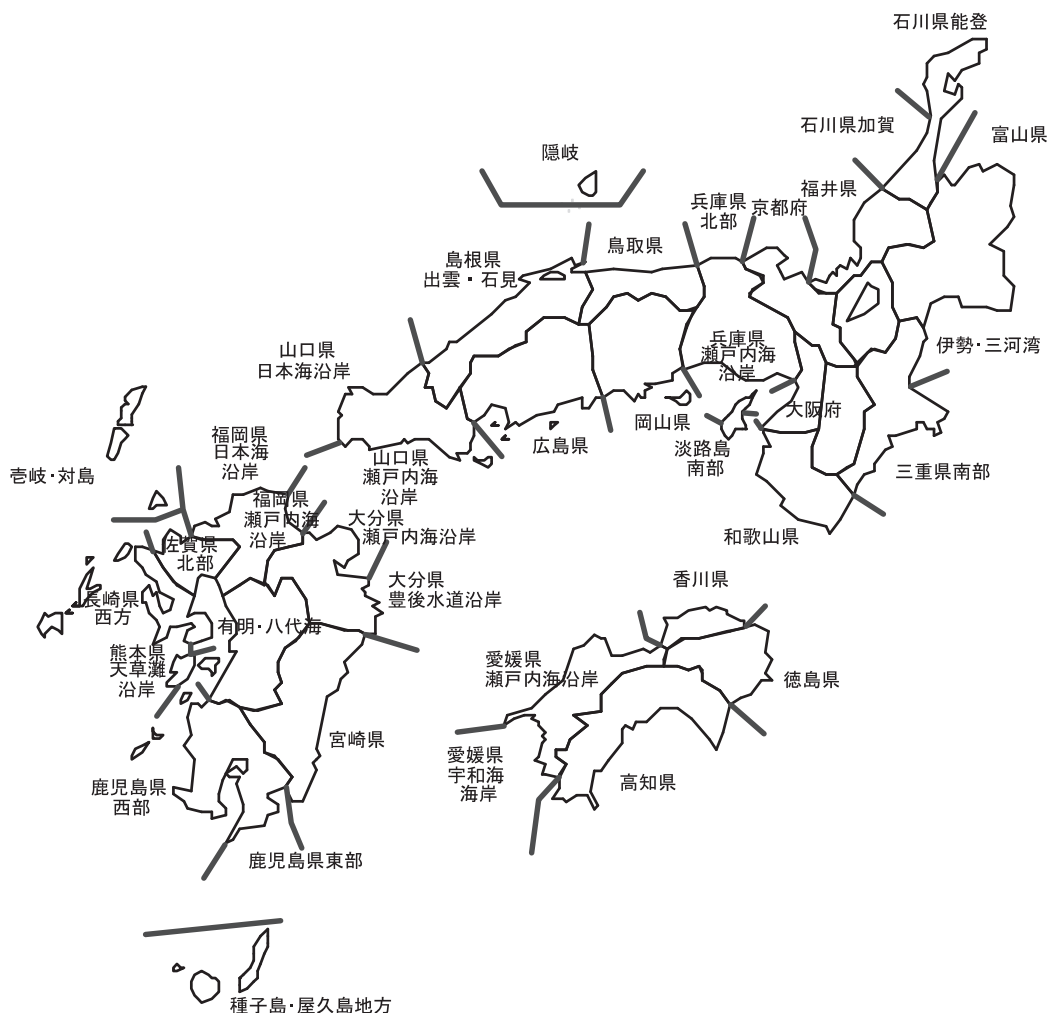 石川県能登
石川県加賀
富山県
隠岐
福井県
兵庫県
北部
京都府
鳥取県
島根県
出雲・石見
兵庫県
瀬戸内海
沿岸
伊勢・三河湾
山口県
日本海沿岸
大阪府
岡山県
広島県
淡路島
南部
福岡県
日本海
沿岸
山口県
瀬戸内海
沿岸
壱岐・対島
三重県南部
福岡県
瀬戸内海
沿岸
大分県
瀬戸内海沿岸
和歌山県
佐賀県
北部
大分県
豊後水道沿岸
香川県
長崎県
西方
有明・八代海
熊本県
天草灘
沿岸
愛媛県
瀬戸内海沿岸
徳島県
宮崎県
愛媛県
宇和海
海岸
高知県
鹿児島県
西部
鹿児島県東部
種子島・屋久島地方